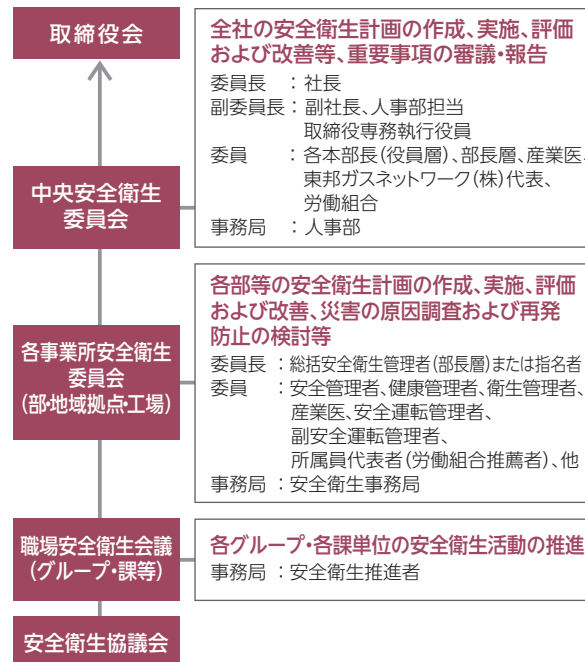 取締役会
全社の安全衛生計画の作成、実施、評価
および改善等、重要事項の審議・報告
委員長　：社長
副委員長：副社長、人事部担当
取締役専務執行役員
委員　　：各本部長（役員層）、部長層、産業医、
東邦ガスネットワーク（株）代表、
労働組合
事務局　：人事部
中央安全衛生
委員会
各部等の安全衛生計画の作成、実施、評価
および改善、災害の原因調査および再発
防止の検討等
委員長：総括安全衛生管理者（部長層）または指名者
委員　：安全管理者、健康管理者、衛生管理者、
産業医、安全運転管理者、
副安全運転管理者、
所属員代表者（労働組合推薦者）、他
事務局：安全衛生事務局
各事業所安全衛生
委員会
（部・地域拠点・工場）
職場安全衛生会議
（グループ・課等）
各グループ・各課単位の安全衛生活動の推進
事務局：安全衛生推進者
安全衛生協議会